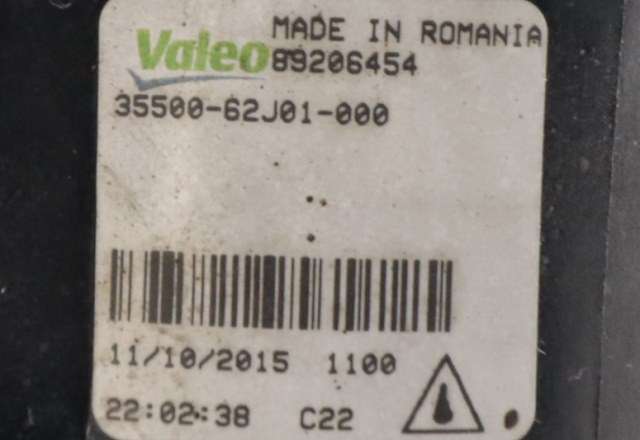 Valeo MADE IN ROMANIA
89206454
35500-62J01-000
11/10/2015 1100
22:02:38 C22